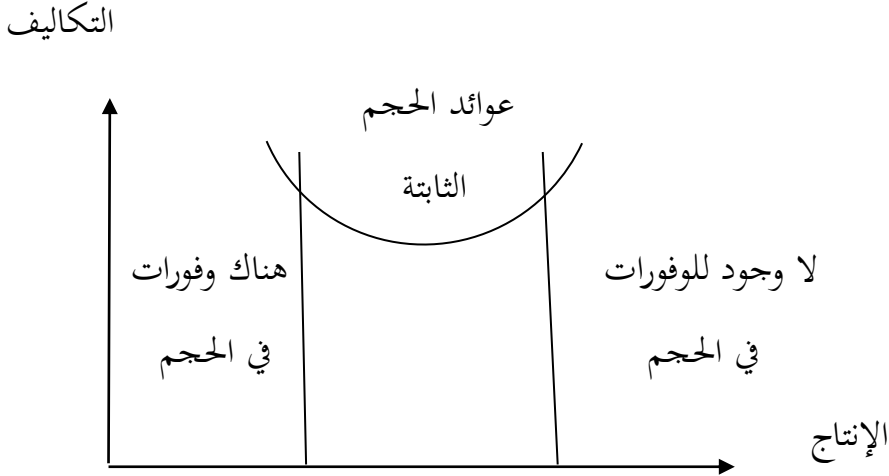 التكاليف
عوائد الحجم
الثابتة
هناك وفورات
في الحجم
لا وجود للوفورات
في الحجم
الإنتاج